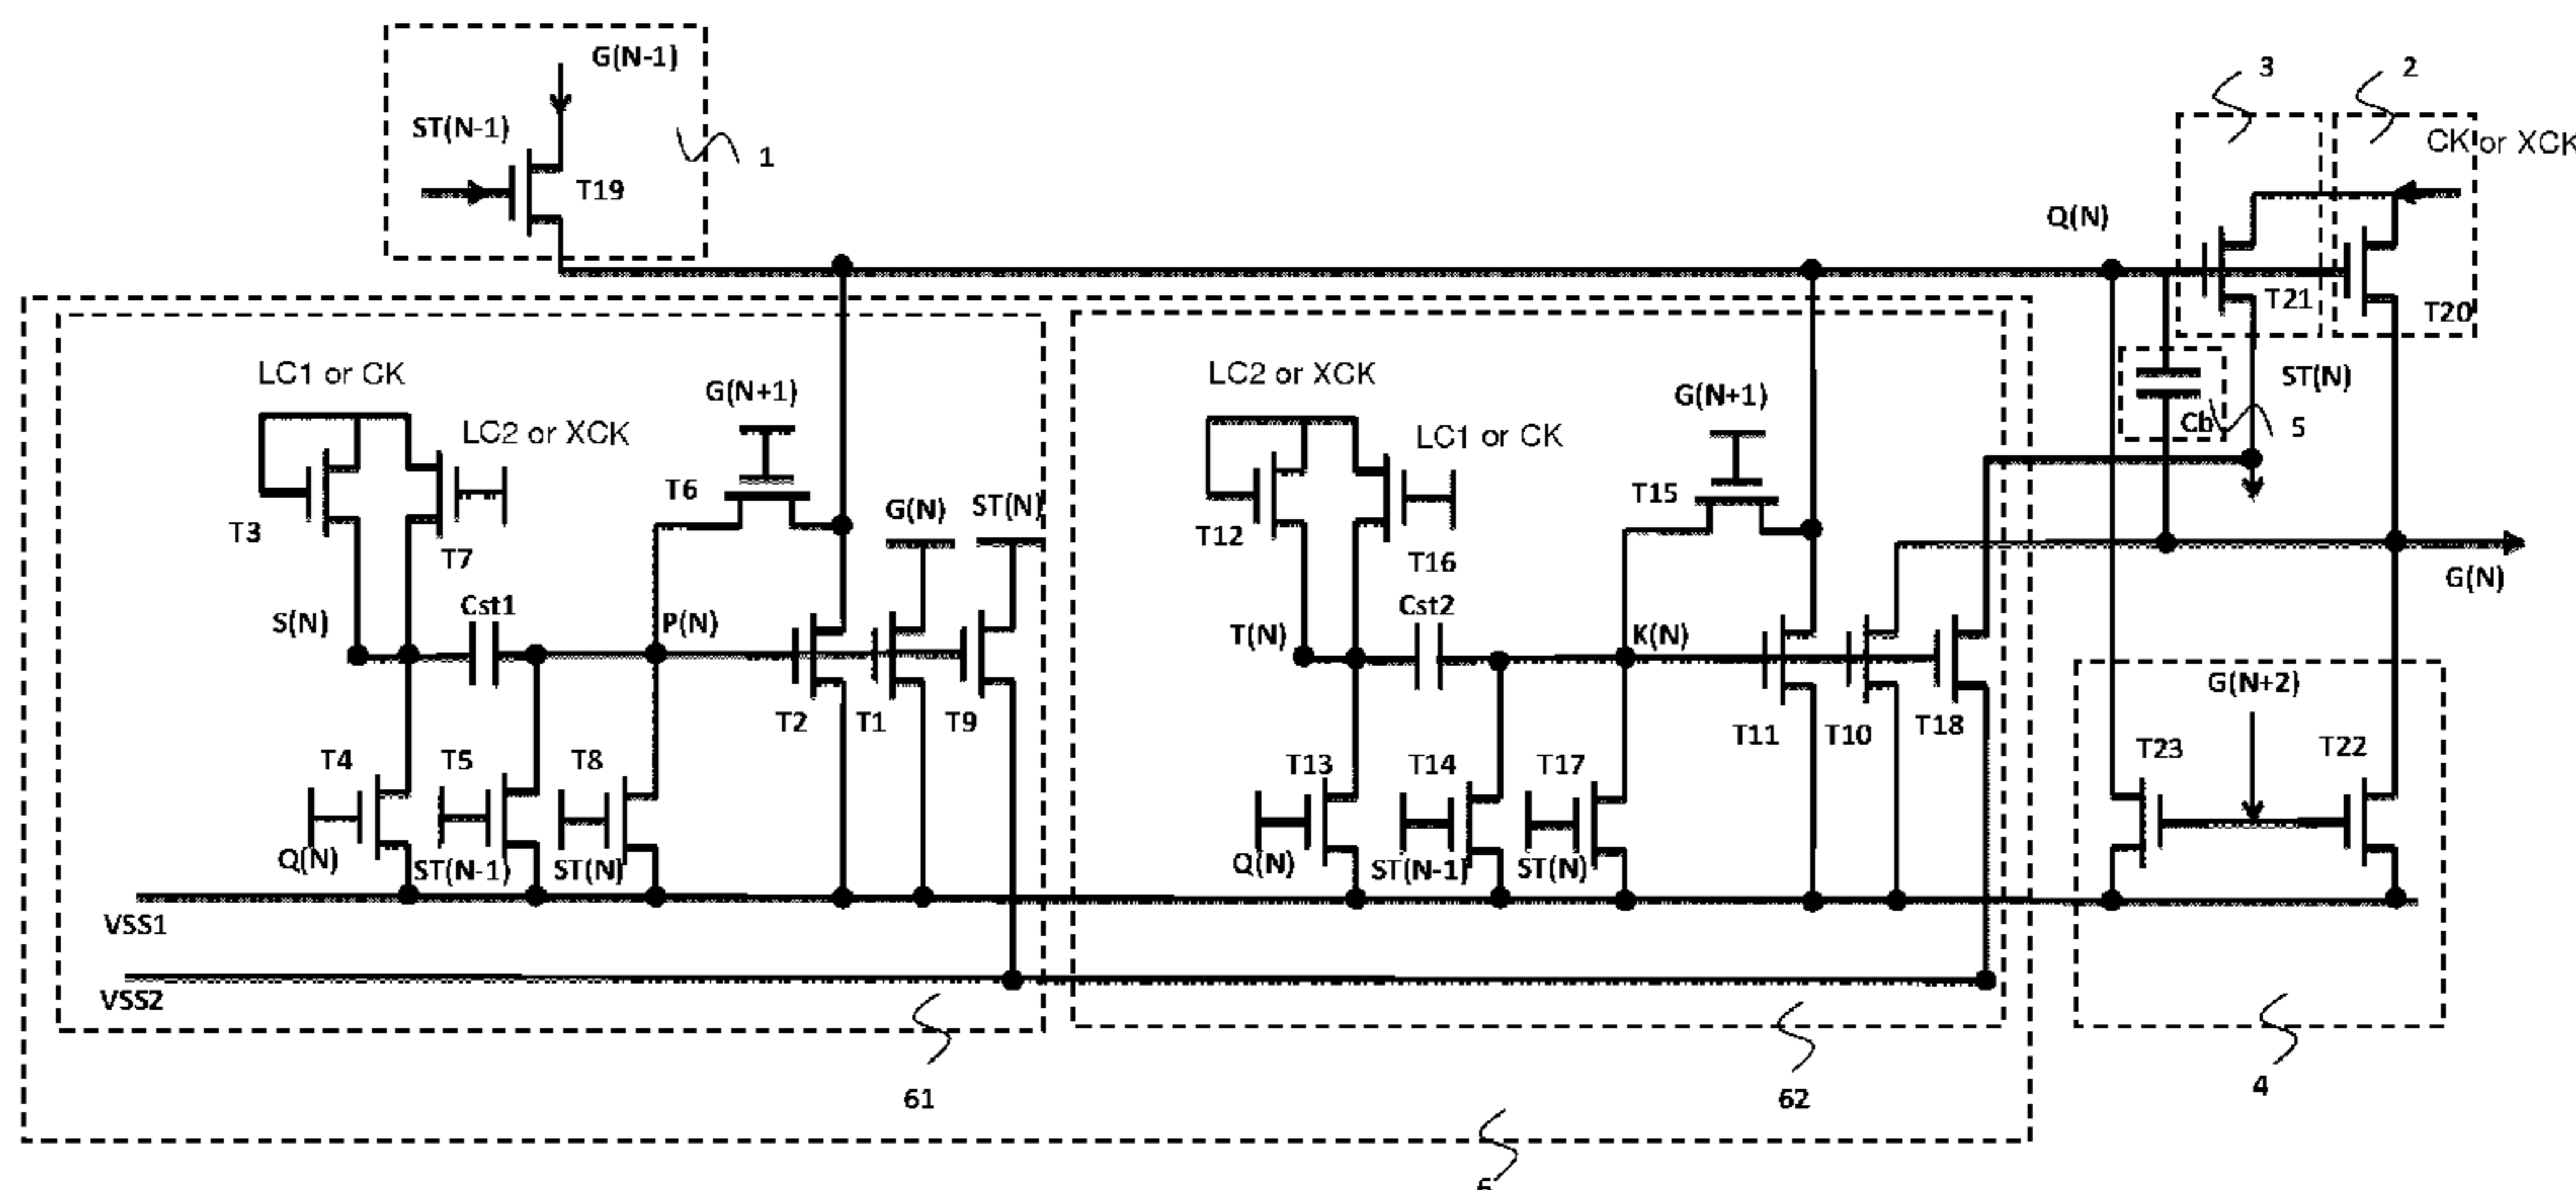 G(N-1)
3
2
ST(N-1)
CK or XCK
1
T19
Q(N)
T21
T20
LC1 or CK
LC2 or XCK
G(N+1)
ST(N)
LC2 or XCK
G(N+1)
LC1 or CK
Cb
5
T6
G(N)
ST(N)
T15
T3
T7
T12
T16
G(N)
S(N)
Cst1
P(N)
T(N)
Cst2
K(N)
G(N+2)
T2
T1
T9
T11
T10
T18
T23
T22
T4
T5
T8
T13
T14
T17
Q(N)
ST(N-1)
ST(N)
Q(N)
ST(N-1)
ST(N)
VSS1
VSS2
61
62
4